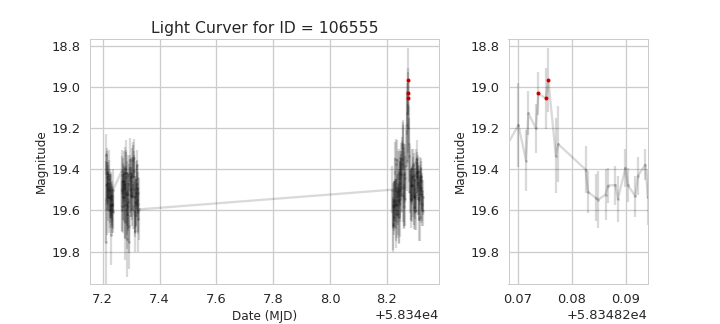 Light Curver for ID = 106555
18.8
19.0
19.2
19.4
19.6
19.8
Magnitude
7.2 7.4 7.6 7.8 8.0 8.2
Date (MJD)
+5.834e4
18.8
19.0
19.2
19.4
19.6
19.8
Magnitude
0.07 0.08 0.09
+5.83482e4